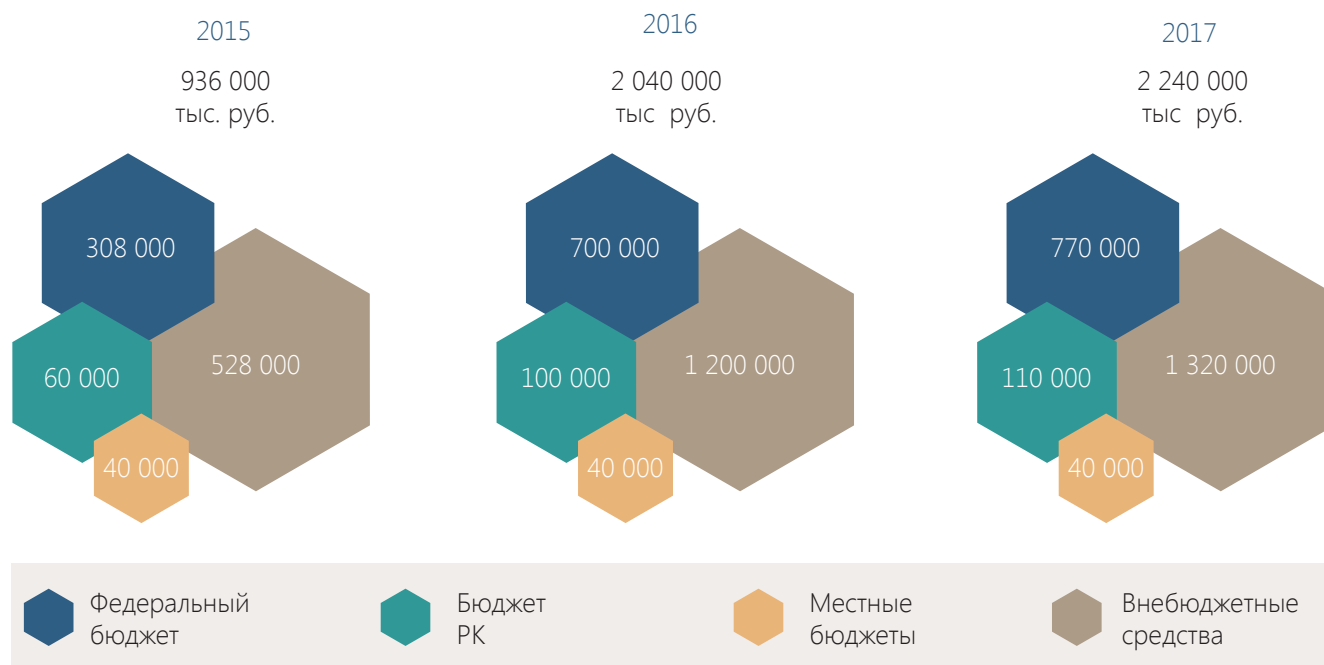 2015
936 000
тыс. руб.
308 000
60 000
528 000
40 000
2016
2 040 000
тыс руб.
700 000
100 000
1 200 000
40 000
2017
2 240 000
тыс руб.
770 000
110 000
1 320 000
40 000
Федеральный
бюджет
Бюджет
РК
Местные
бюджеты
Внебюджетные
средства